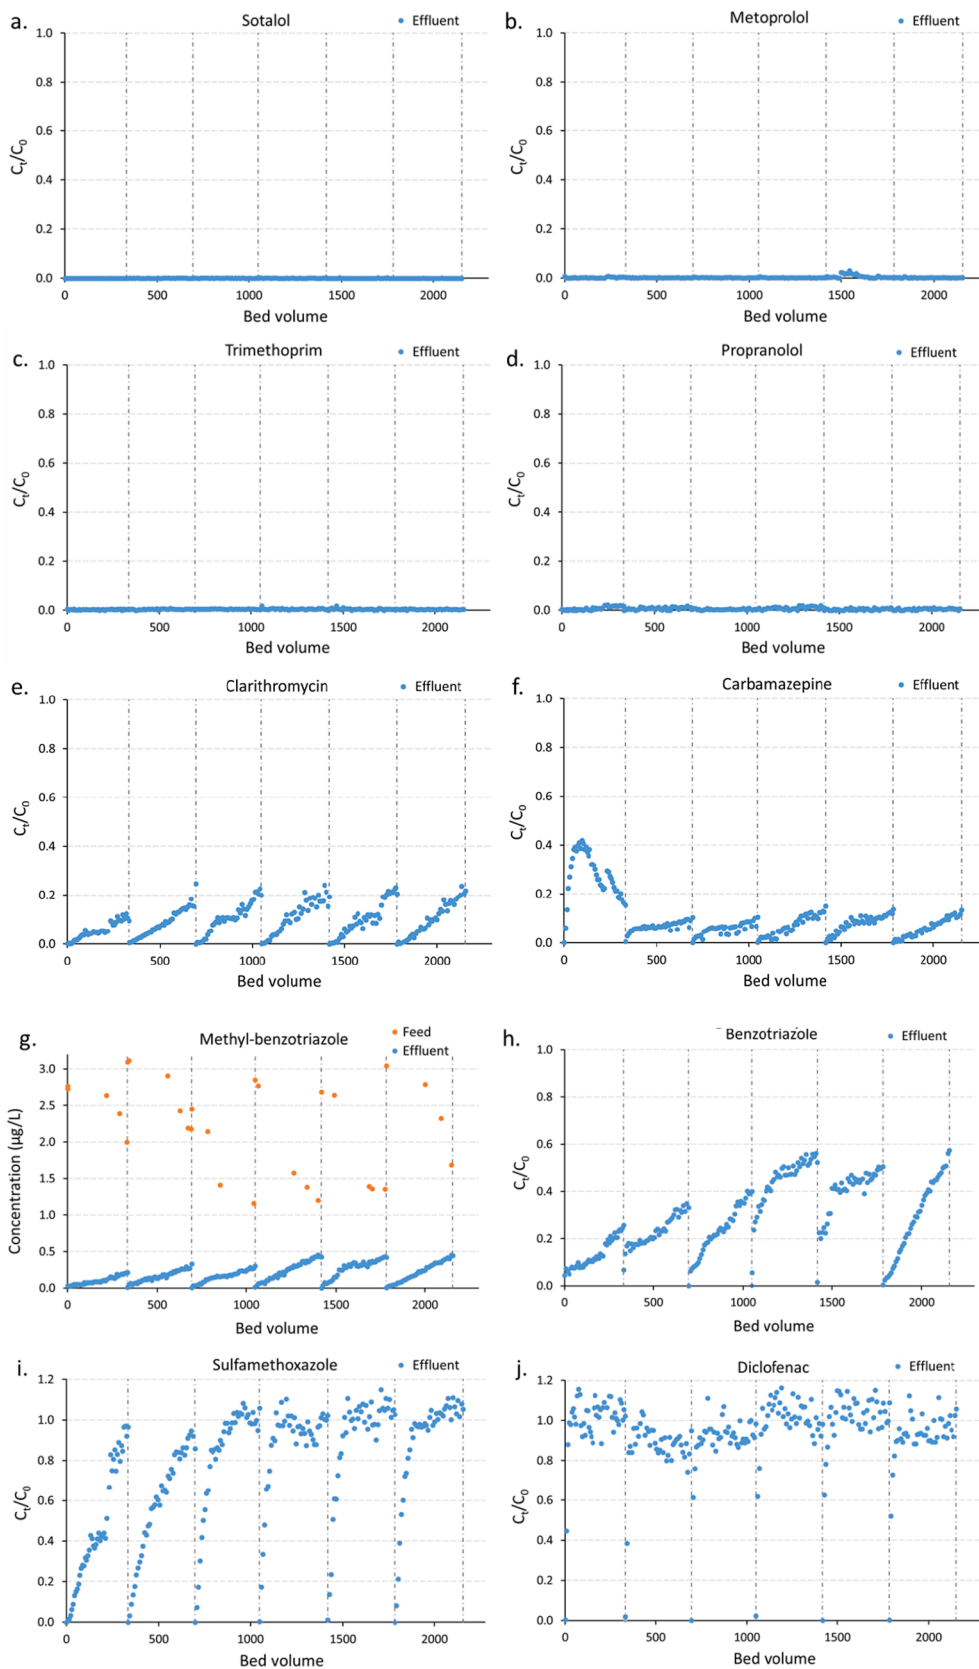 a. Sotalol Effluent
1.0
0.8
0.6
0.4
0.2
0.0
Ct/C0
0 500 1000 1500 2000
Bed volume
b. Metoprolol Effluent
1.0
0.8
0.6
0.4
0.2
0.0
Ct/C0
0 500 1000 1500 2000
Bed volume
c. Trimethoprim Effluent
1.0
0.8
0.6
0.4
0.2
0.0
Ct/C0
0 500 1000 1500 2000
Bed volume
d. Propranolol Effluent
1.0
0.8
0.6
0.4
0.2
0.0
Ct/C0
0 500 1000 1500 2000
Bed volume
e. Clarithromycin Effluent
1.0
0.8
0.6
0.4
0.2
0.0
Ct/C0
0 500 1000 1500 2000
Bed volume
f. Carbamazepine Effluent
1.0
0.8
0.6
0.4
0.2
0.0
Ct/C0
0 500 1000 1500 2000
Bed volume
g. Methyl-benzotriazole Feed
Effluent
3.0
2.5
2.0
1.5
1.0
0.5
0.0
Concentration (µg/L)
0 500 1000 1500 2000
Bed volume
h. Benzotriazole Effluent
1.0
0.8
0.6
0.4
0.2
0.0
Ct/C0
0 500 1000 1500 2000
Bed volume
i. Sulfamethoxazole Effluent
1.2
1.0
0.8
0.6
0.4
0.2
0.0
Ct/C0
0 500 1000 1500 2000
Bed volume
j. Diclofenac Effluent
1.2
1.0
0.8
0.6
0.4
0.2
0.0
Ct/C0
0 500 1000 1500 2000
Bed volume